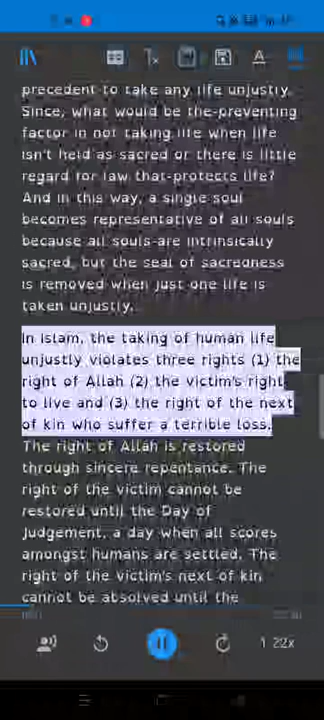 precedent to take any life unjustly.
Since, what would be the-preventing
factor in not taking life when life
isn't held as sacred or there is little
regard for law that-protects life?
And in this way, a single soul
becomes representative of all souls
because all souls-are intrinsically
sacred, but the seal of sacredness
is removed when just one life is
taken unjustly.
In Islam, the taking of human life
unjustly violates three rights (1) the
right of Allah (2) the victim's right
to live and (3) the right of the next
of kin who suffer a terrible loss.
The right of Allah is restored
through sincere repentance. The
right of the victim cannot be
restored until the Day of
Judgement, a day when all scores
amongst humans are settled. The
right of the victim's next of kin
cannot be absolved until the
1.22x